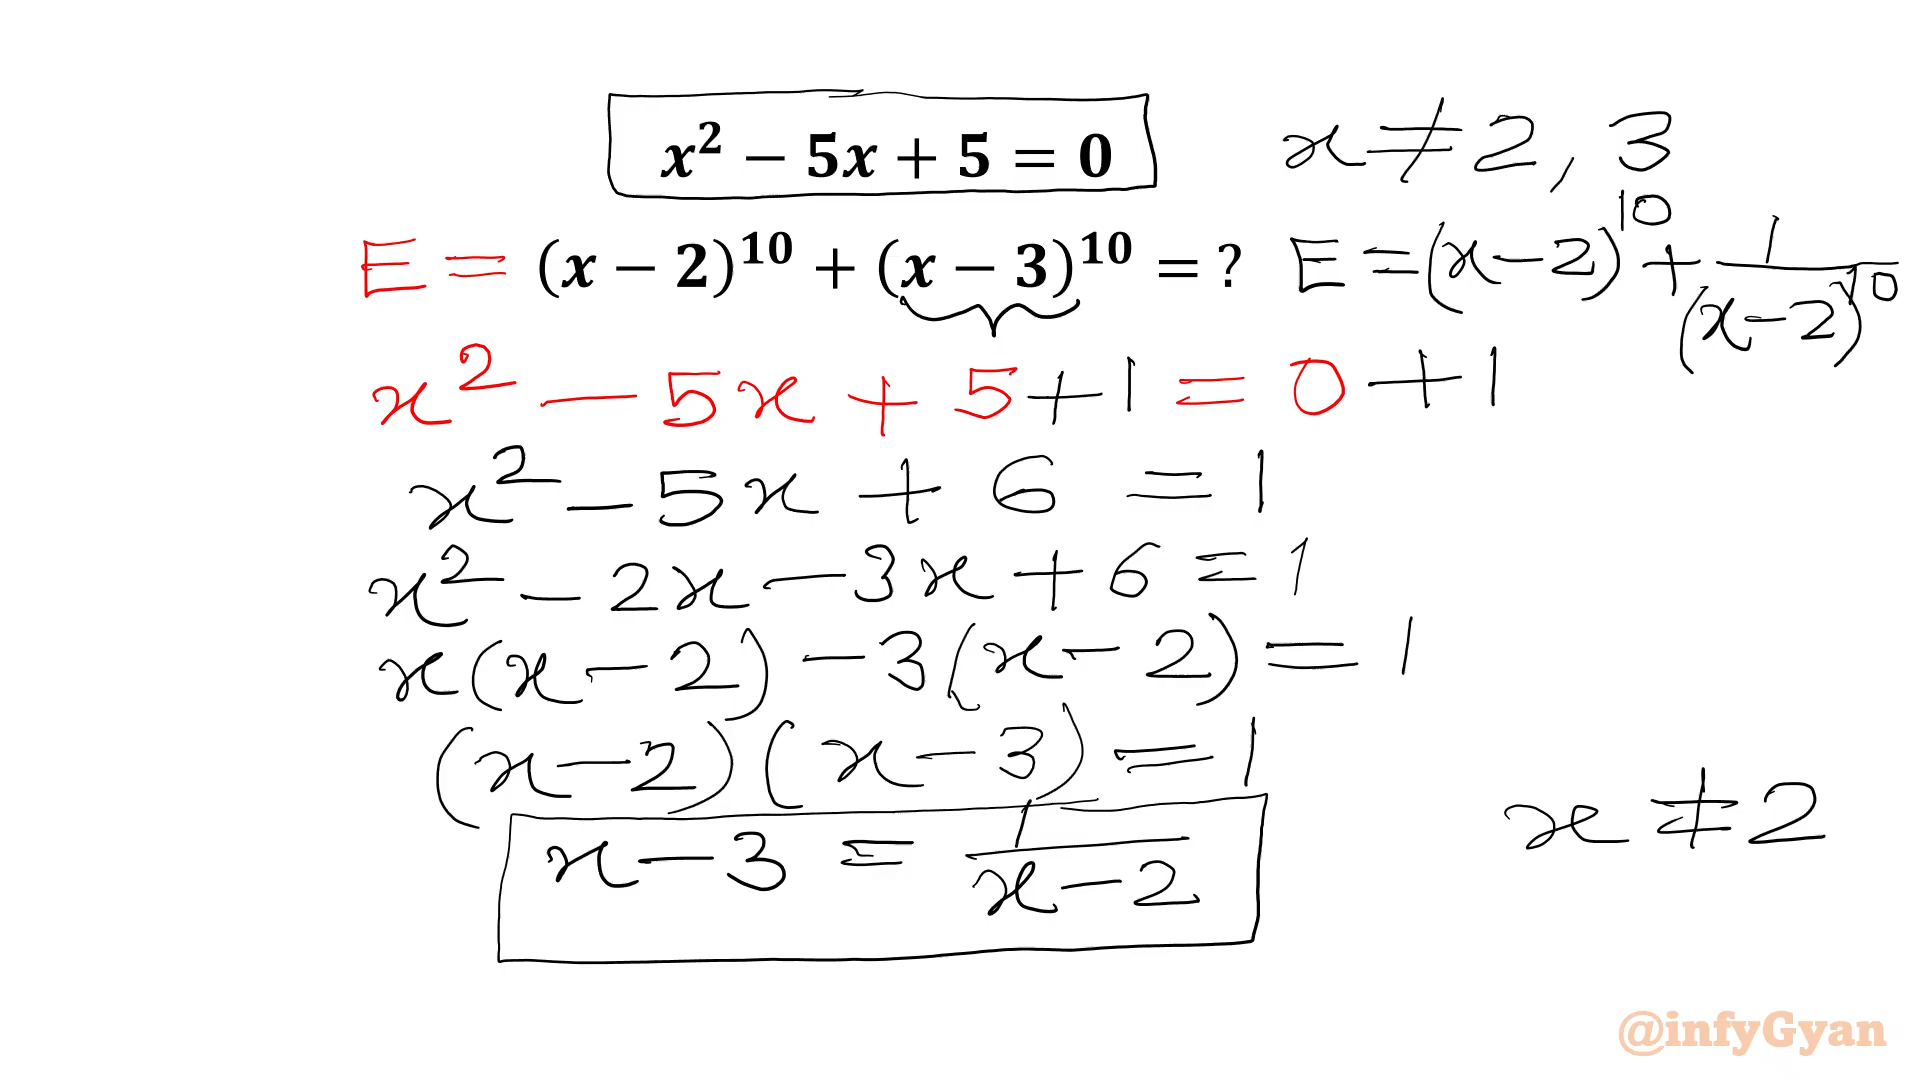 x² − 5x + 5 = 0
x ≠ 2, 3
E = (x − 2)¹⁰ + (x − 3)¹⁰ = ?
E = (x − 2)¹⁰ + 1/(x − 2)¹⁰
x² − 5x + 5 + 1 = 0 + 1
x² − 5x + 6 = 1
x² − 2x − 3x + 6 = 1
x(x − 2) − 3(x − 2) = 1
(x − 2)(x − 3) = 1
x − 3 = 1/(x − 2)
x ≠ 2
@infyGyan